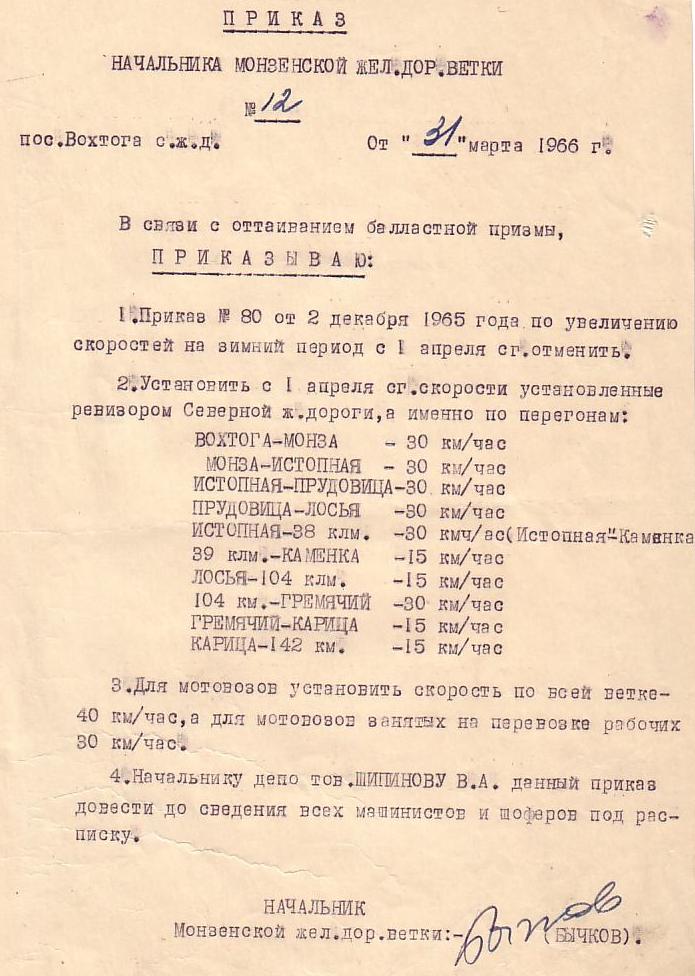 ПРИКАЗ
НАЧАЛЬНИКА МОНЗЕНСКОЙ ЖЕЛ.ДОР.ВЕТКИ
№ 12
пос.Вохтога с.ж.д. От "31" марта 1966 г.
В связи с оттаиванием балластной призмы,
ПРИКАЗЫВАЮ:
1.Приказ № 80 от 2 декабря 1965 года по увеличению
скоростей на зимний период с I апреля сг.отменить.
2.Установить с I апреля сг.скорости установленные
ревизором Северной ж.дороги,а именно по перегонам:
ВОХТОГА-МОНЗА - 30 км/час
МОНЗА-ИСТОПНАЯ - 30 км/час
ИСТОПНАЯ-ПРУДОВИЦА-30 км/час
ПРУДОВИЦА-ЛОСЬЯ -30 км/час
ИСТОПНАЯ-38 клм. -30 кмч/ас(Истопная"-Каменка
39 клм.-КАМЕНКА -15 км/час
ЛОСЬЯ-104 клм. -15 км/час
104 км.-ГРЕМЯЧИЙ -30 км/час
ГРЕМЯЧИЙ-КАРИЦА -15 км/час
КАРИЦА-142 км. -15 км/час
3.Для мотовозов установить скорость по всей ветке-
40 км/час,а для мотовозов занятых на перевозке рабочих
30 км/час.
4.Начальнику депо тов.ШИПИНОВУ В.А. данный приказ
довести до сведения всех машинистов и шоферов под рас-
писку.
НАЧАЛЬНИК
Монзенской жел.дор.ветки:- Бычков (БЫЧКОВ).